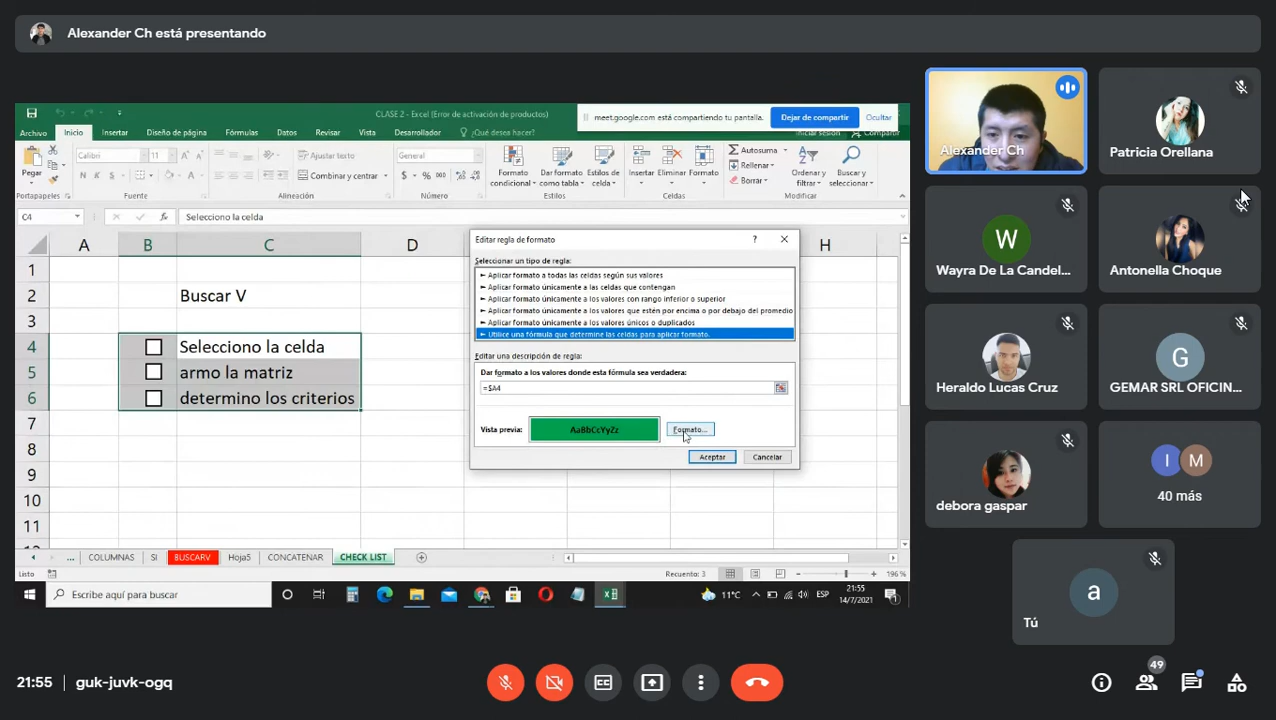 Alexander Ch está presentando
CLASE 2 - Excel (Error de activación de productos)
meet.google.com está compartiendo tu pantalla.
Dejar de compartir
Ocultar
Archivo
Inicio
Insertar
Diseño de página
Fórmulas
Datos
Revisar
Vista
Desarrollador
¿Qué desea hacer?
Iniciar sesión
Compartir
Pegar
Calibri
11
Ajustar texto
Combinar y centrar
General
Formato condicional
Dar formato como tabla
Estilos de celda
Insertar
Eliminar
Formato
Autosuma
Rellenar
Borrar
Ordenar y filtrar
Buscar y seleccionar
Portapapeles
Fuente
Alineación
Número
Estilos
Celdas
Modificar
C4
Selecciono la celda
A B C D H
1
2 Buscar V
3
4 Selecciono la celda
5 armo la matriz
6 determino los criterios
7
8
9
10
11
Editar regla de formato
Seleccionar un tipo de regla:
► Aplicar formato a todas las celdas según sus valores
► Aplicar formato únicamente a las celdas que contengan
► Aplicar formato únicamente a los valores con rango inferior o superior
► Aplicar formato únicamente a los valores que estén por encima o por debajo del promedio
► Aplicar formato únicamente a los valores únicos o duplicados
► Utilice una fórmula que determine las celdas para aplicar formato.
Editar una descripción de regla:
Dar formato a los valores donde esta fórmula sea verdadera:
=$A4
Vista previa:
AaBbCcYyZz
Formato...
Aceptar
Cancelar
...
COLUMNAS
SI
BUSCARV
Hoja5
CONCATENAR
CHECK LIST
Listo
Recuento: 3
196 %
Escribe aquí para buscar
11°C
ESP
21:55
14/7/2021
1
Alexander Ch
Patricia Orellana
W
Wayra De La Candel...
Antonella Choque
Heraldo Lucas Cruz
G
GEMAR SRL OFICIN...
debora gaspar
I
M
40 más
a
Tú
21:55 | guk-juvk-ogq
49